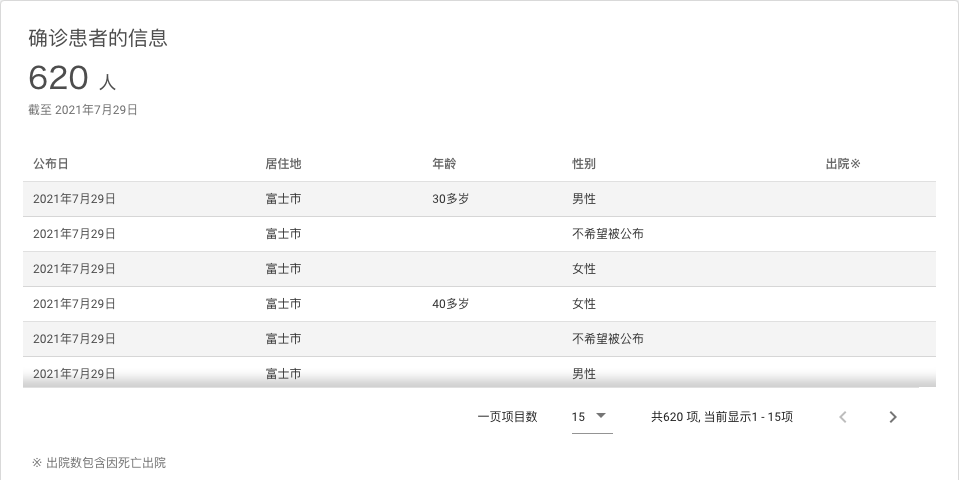 确诊患者的信息
620 人
截至 2021年7月29日
公布日 居住地 年龄 性别 出院※
2021年7月29日 富士市 30多岁 男性
2021年7月29日 富士市 不希望被公布
2021年7月29日 富士市 女性
2021年7月29日 富士市 40多岁 女性
2021年7月29日 富士市 不希望被公布
2021年7月29日 富士市 男性
一页项目数 15 共620 项, 当前显示1 - 15项
※ 出院数包含因死亡出院